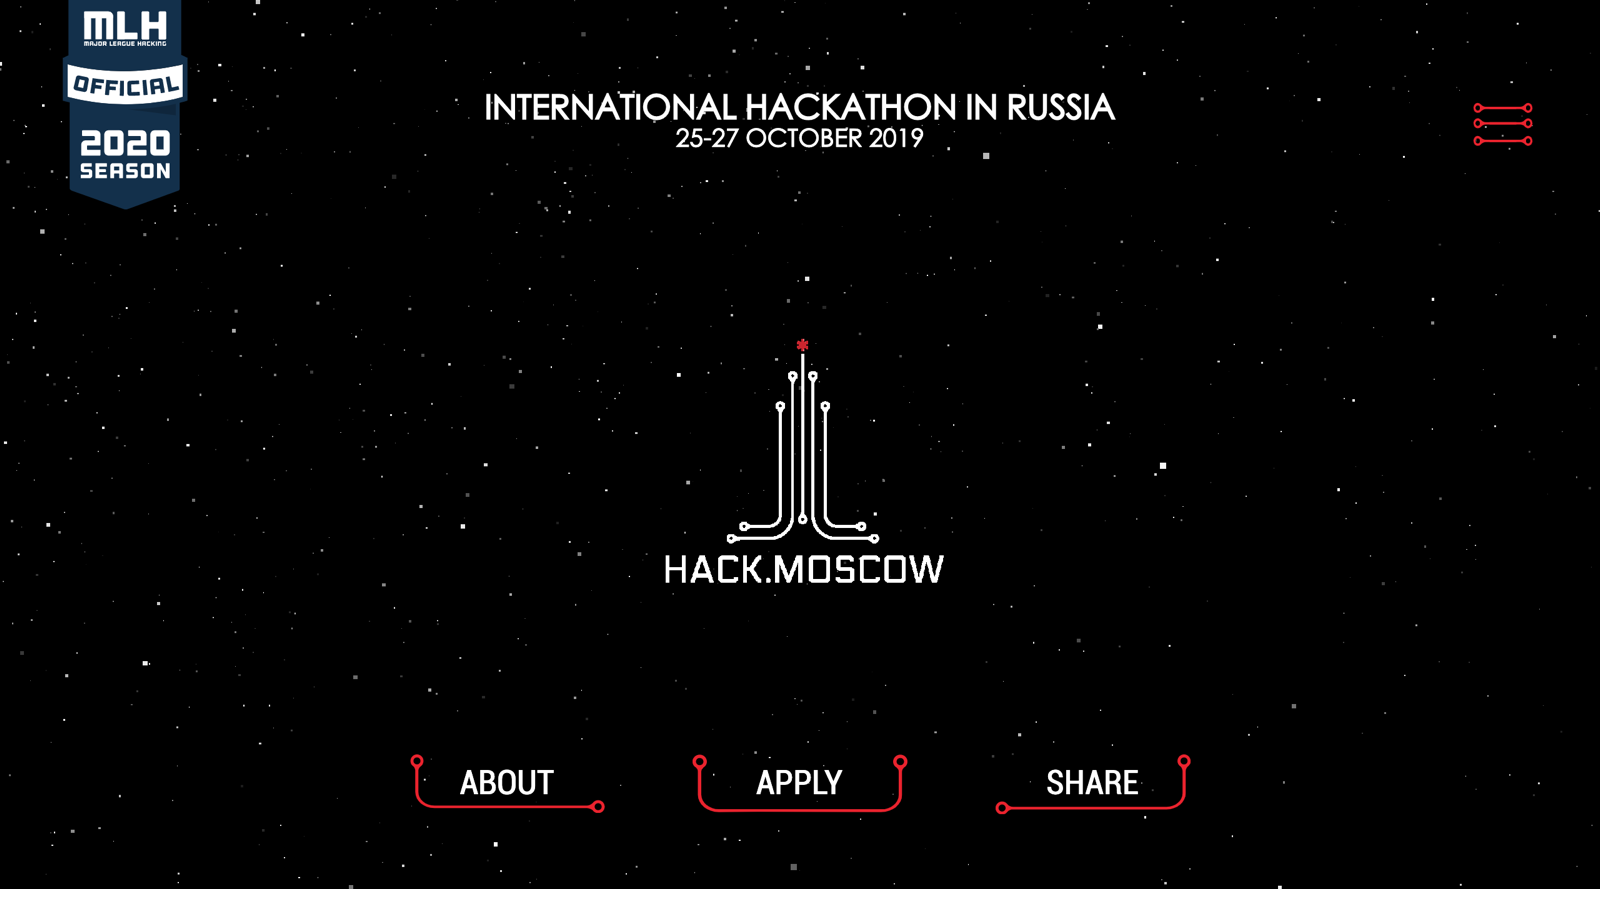 MLH
MAJOR LEAGUE HACKING
OFFICIAL
2020
SEASON
INTERNATIONAL HACKATHON IN RUSSIA
25-27 OCTOBER 2019
HACK.MOSCOW
ABOUT
APPLY
SHARE